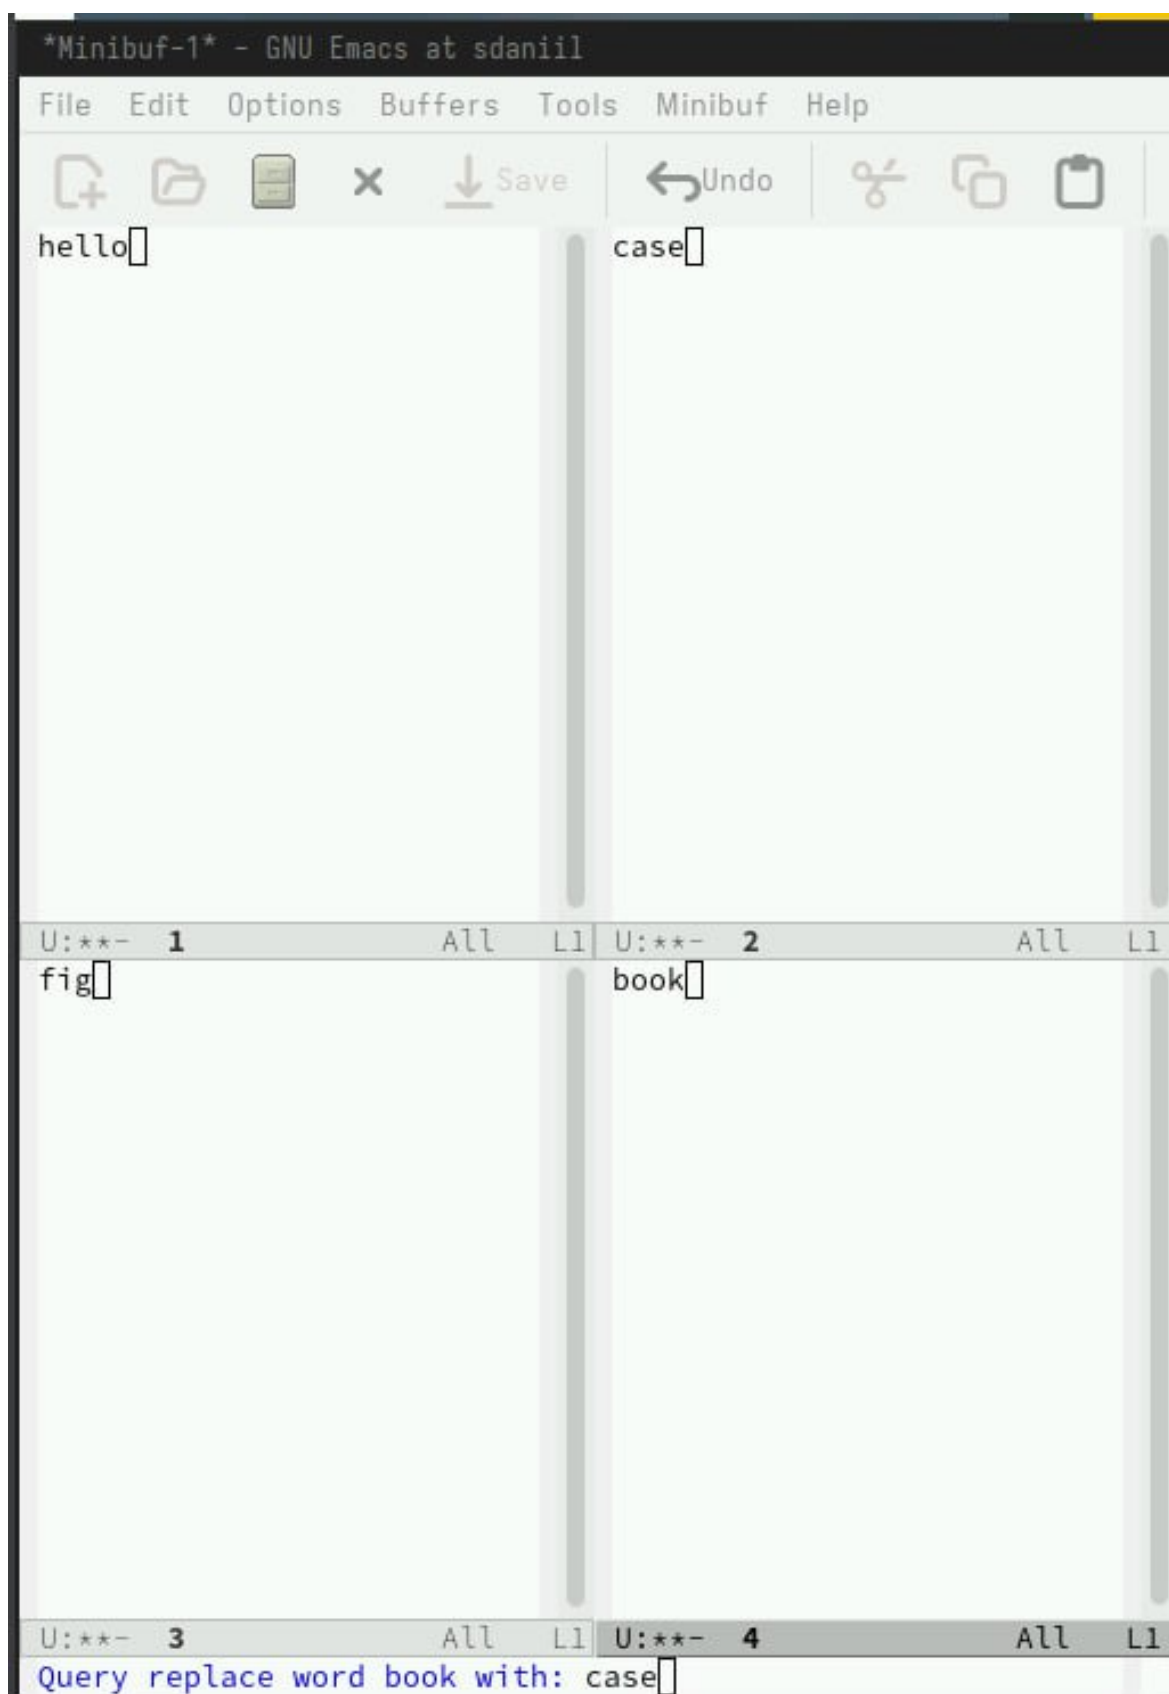 *Minibuf-1* - GNU Emacs at sdaniil
File Edit Options Buffers Tools Minibuf Help
Save Undo
hello
case
U:**- 1 All L1
U:**- 2 All L1
fig
book
U:**- 3 All L1
U:**- 4 All L1
Query replace word book with: case